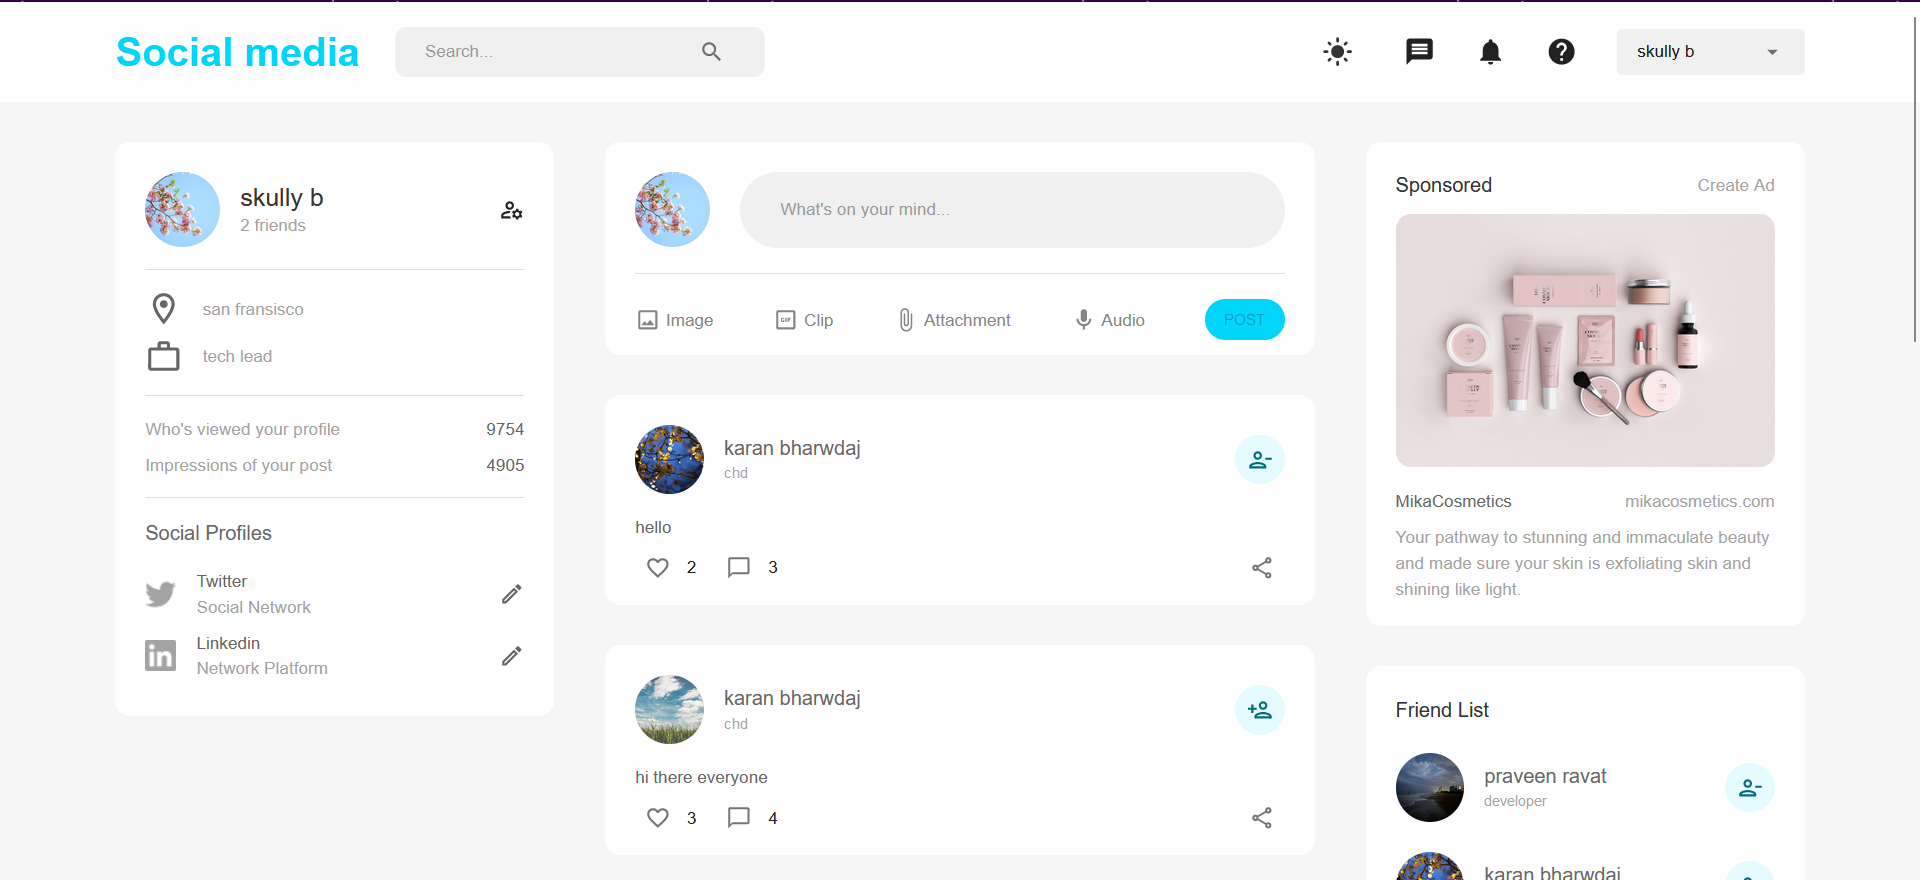 Social media
Search...
skully b
skully b
2 friends
san fransisco
tech lead
Who's viewed your profile 9754
Impressions of your post 4905
Social Profiles
Twitter
Social Network
Linkedin
Network Platform
What's on your mind...
Image GIF Clip Attachment Audio POST
karan bharwdaj
chd
hello
2 3
karan bharwdaj
chd
hi there everyone
3 4
Sponsored Create Ad
MikaCosmetics mikacosmetics.com
Your pathway to stunning and immaculate beauty
and made sure your skin is exfoliating skin and
shining like light.
Friend List
praveen ravat
developer
karan bharwdaj